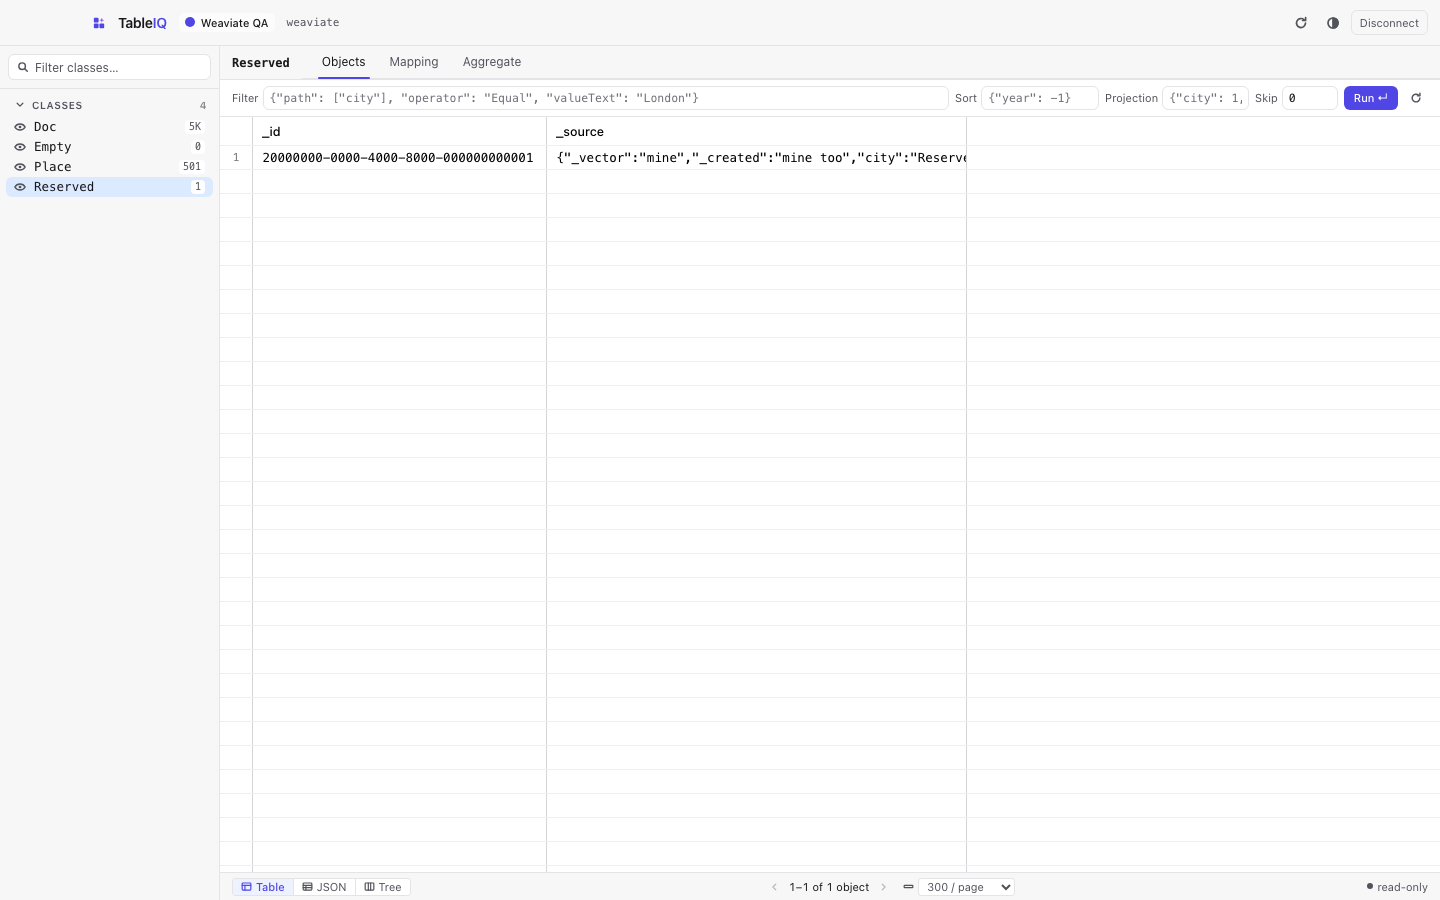 TableIQ Weaviate QA weaviate Disconnect
Filter classes...
CLASSES 4
Doc 5K
Empty 0
Place 501
Reserved 1
Reserved Objects Mapping Aggregate
Filter {"path": ["city"], "operator": "Equal", "valueText": "London"} Sort {"year": -1} Projection {"city": 1, Skip 0 Run ↵
_id _source
1 20000000-0000-4000-8000-000000000001 {"_vector":"mine","_created":"mine too","city":"Reserve
Table JSON Tree 1–1 of 1 object 300 / page read-only